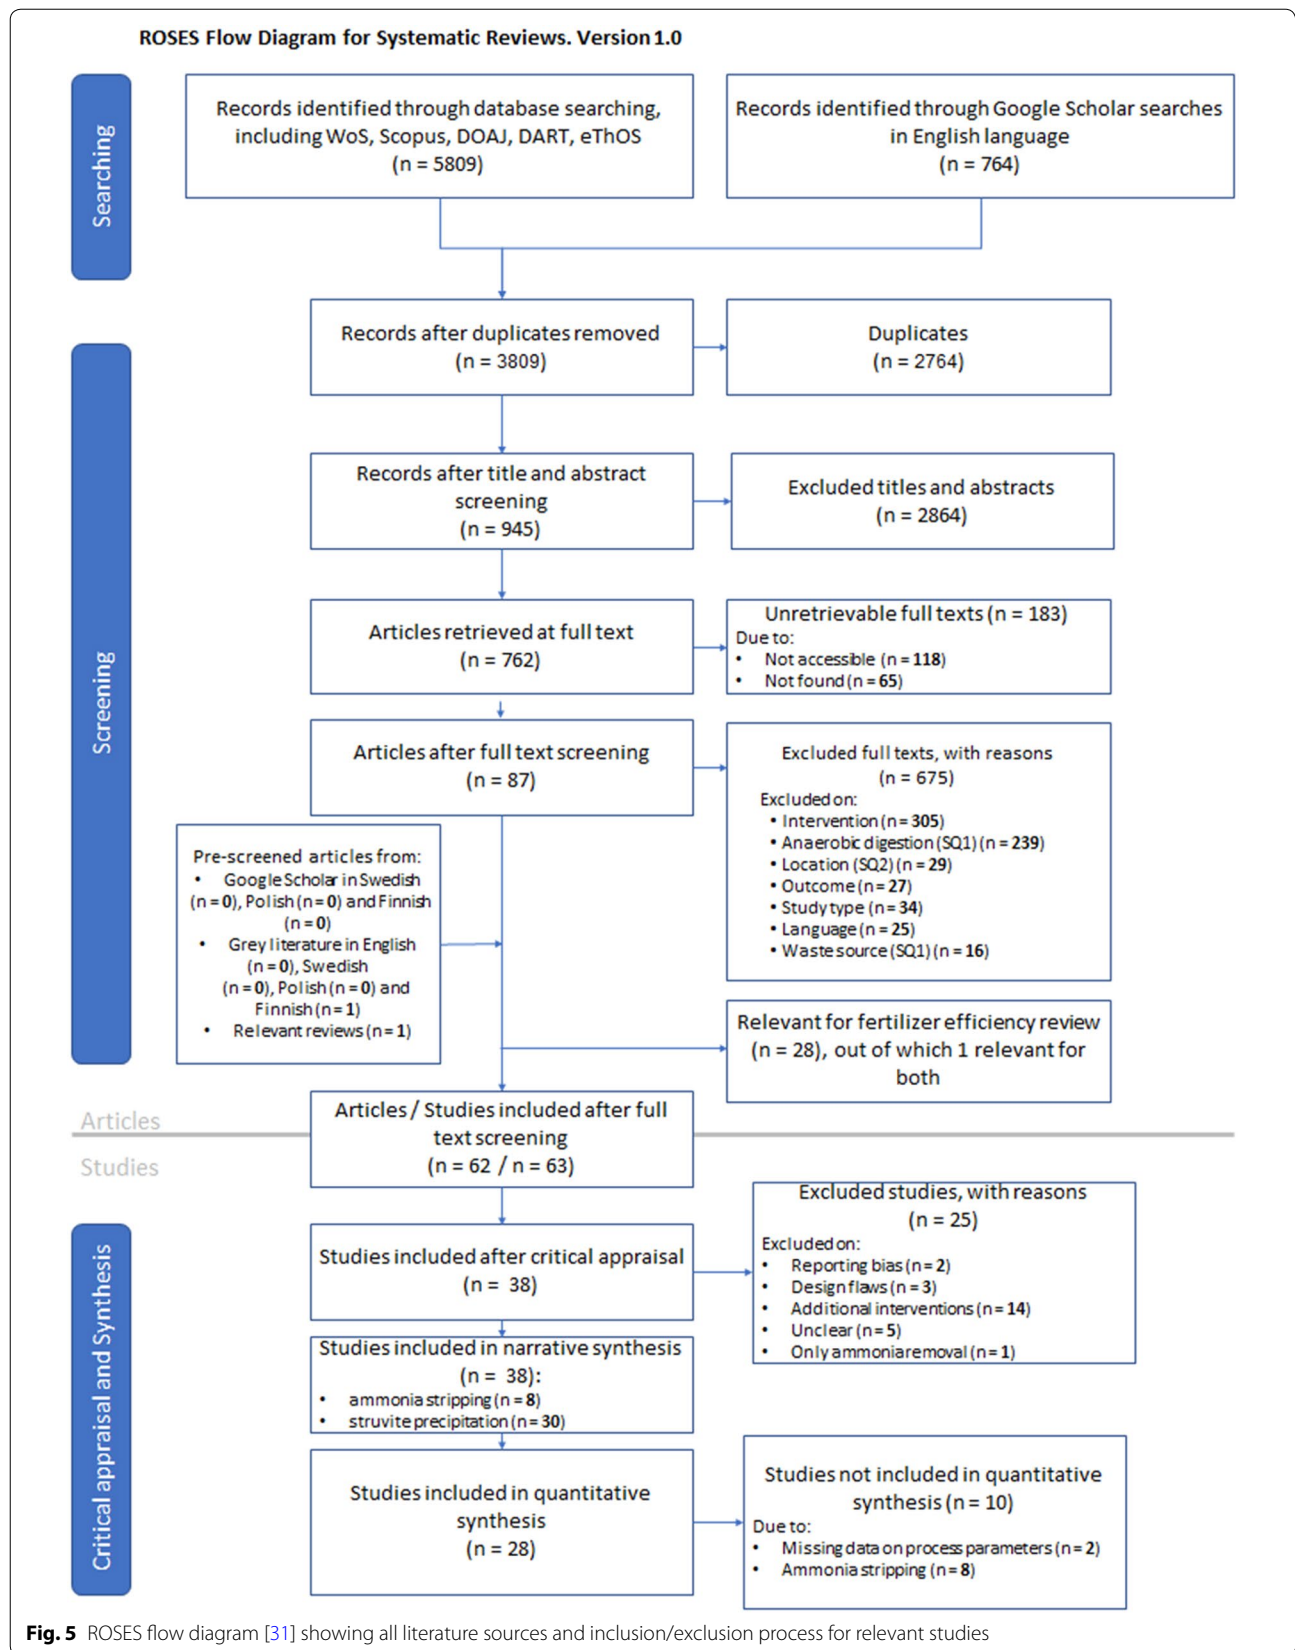 ROSES Flow Diagram for Systematic Reviews. Version 1.0
Searching
Records identified through database searching,
including WoS, Scopus, DOAJ, DART, eThOS
(n = 5809)
Records identified through Google Scholar searches
in English language
(n = 764)
Screening
Records after duplicates removed
(n = 3809)
Duplicates
(n = 2764)
Records after title and abstract
screening
(n = 945)
Excluded titles and abstracts
(n = 2864)
Articles retrieved at full text
(n = 762)
Unretrievable full texts (n = 183)
Due to:
• Not accessible (n = 118)
• Not found (n = 65)
Articles after full text screening
(n = 87)
Excluded full texts, with reasons
(n = 675)
Excluded on:
• Intervention (n = 305)
• Anaerobic digestion (SQ1) (n = 239)
• Location (SQ2) (n = 29)
• Outcome (n = 27)
• Study type (n = 34)
• Language (n = 25)
• Waste source (SQ1) (n = 16)
Pre-screened articles from:
• Google Scholar in Swedish
(n = 0), Polish (n = 0) and Finnish
(n = 0)
• Grey literature in English
(n = 0), Swedish
(n = 0), Polish (n = 0) and
Finnish (n = 1)
• Relevant reviews (n = 1)
Relevant for fertilizer efficiency review
(n = 28), out of which 1 relevant for
both
Articles
Studies
Articles / Studies included after full
text screening
(n = 62 / n = 63)
Critical appraisal and Synthesis
Studies included after critical appraisal
(n = 38)
Excluded studies, with reasons
(n = 25)
Excluded on:
• Reporting bias (n = 2)
• Design flaws (n = 3)
• Additional interventions (n = 14)
• Unclear (n = 5)
• Only ammonia removal (n = 1)
Studies included in narrative synthesis
(n = 38):
• ammonia stripping (n = 8)
• struvite precipitation (n = 30)
Studies included in quantitative
synthesis
(n = 28)
Studies not included in quantitative
synthesis (n = 10)
Due to:
• Missing data on process parameters (n = 2)
• Ammonia stripping (n = 8)
Fig. 5 ROSES flow diagram [31] showing all literature sources and inclusion/exclusion process for relevant studies